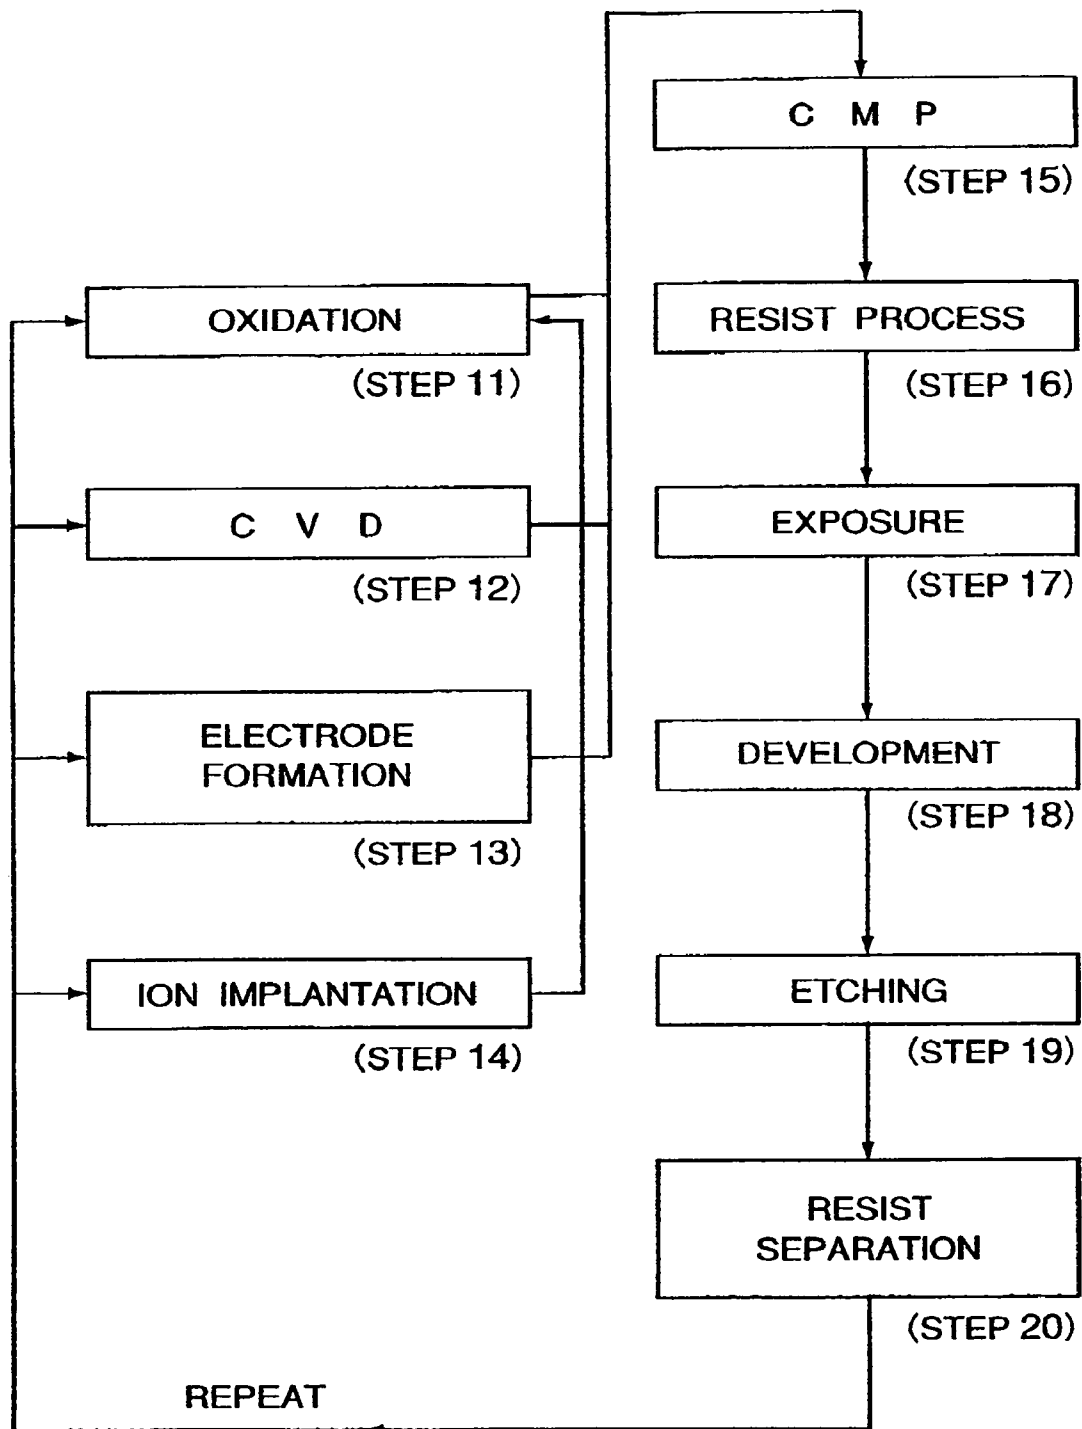 OXIDATION
(STEP 11)
C V D
(STEP 12)
ELECTRODE
FORMATION
(STEP 13)
ION IMPLANTATION
(STEP 14)
C M P
(STEP 15)
RESIST PROCESS
(STEP 16)
EXPOSURE
(STEP 17)
DEVELOPMENT
(STEP 18)
ETCHING
(STEP 19)
RESIST
SEPARATION
(STEP 20)
REPEAT